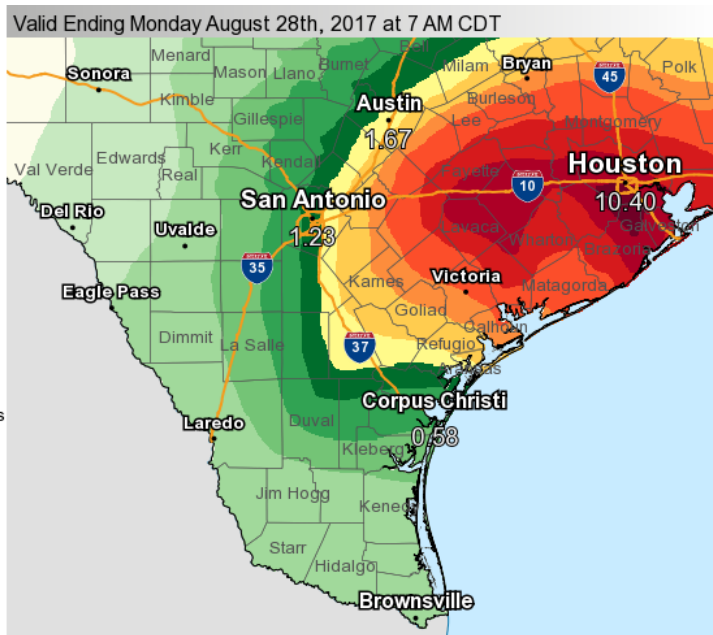 Valid Ending Monday August 28th, 2017 at 7 AM CDT
Menard
Mason
Llano
Burnet
Bell
Milam
Bryan
45
Polk
Sonora
Kimble
Burleson
Austin
1.67
Lee
Montgomery
Gillespie
Val Verde
Edwards
Real
Kerr
Kendall
Fayette
10
Houston
10.40
San Antonio
1.23
Del Rio
Uvalde
Lavaca
Wharton
Galveston
Brazoria
35
Eagle Pass
Karnes
Victoria
Matagorda
Goliad
Calhoun
Dimmit
La Salle
37
Refugio
Aransas
Corpus Christi
0.58
Laredo
Duval
Kleberg
Jim Hogg
Kenedy
Starr
Hidalgo
Brownsville
s